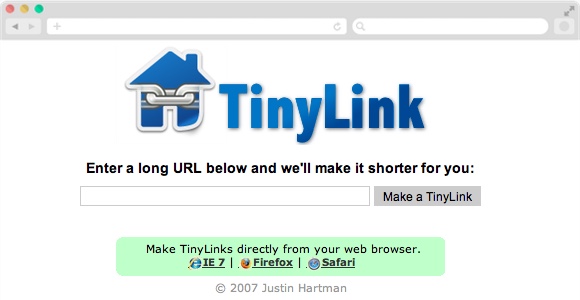 TinyLink
Enter a long URL below and we'll make it shorter for you:
Make a TinyLink
Make TinyLinks directly from your web browser.
IE 7 | Firefox | Safari
© 2007 Justin Hartman